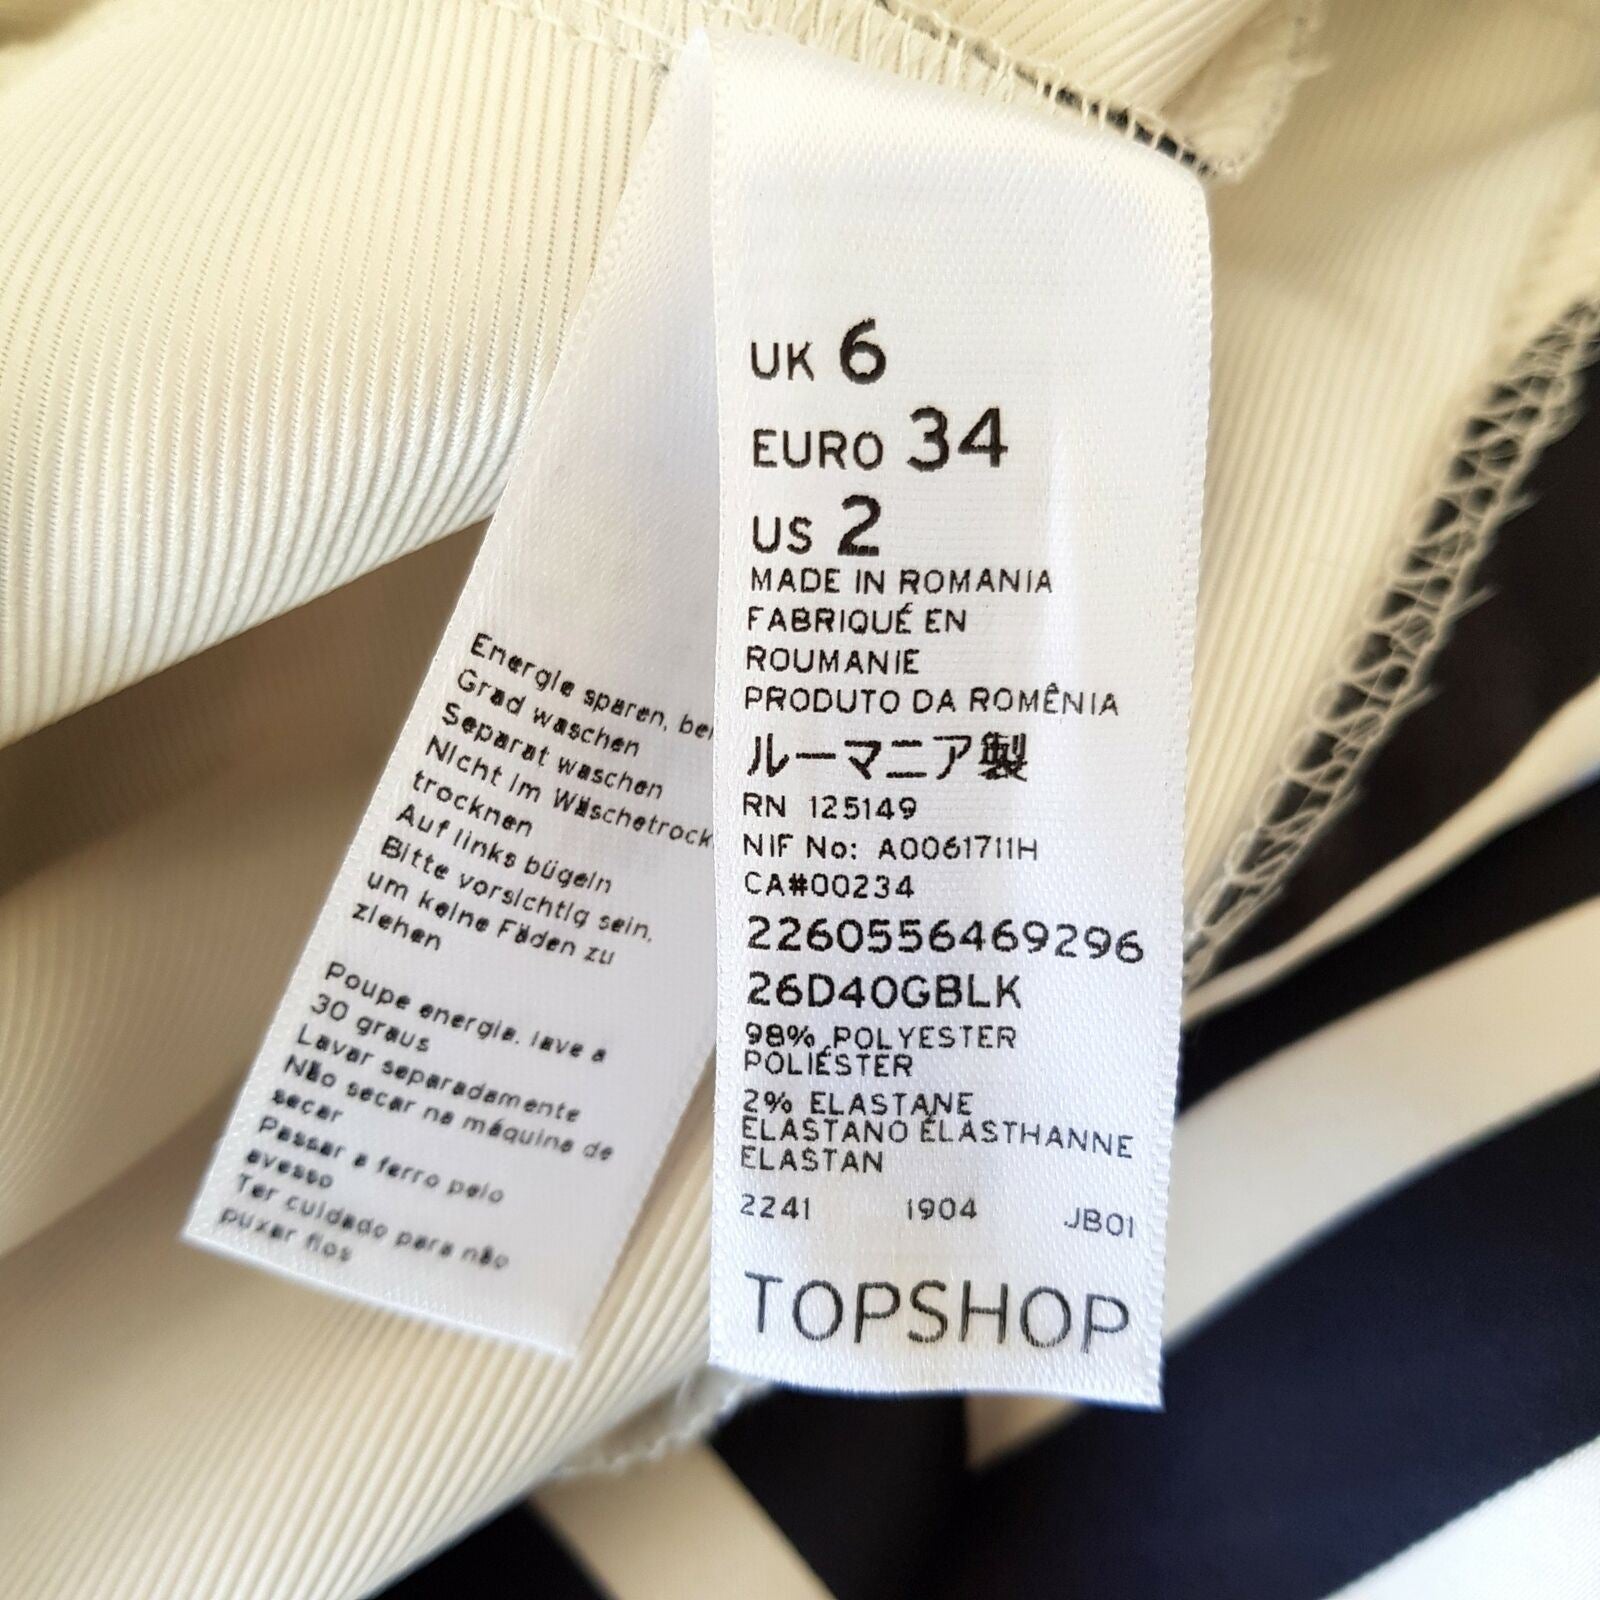 Energie sparen, bei
Grad waschen
Separat waschen
Nicht im Wäschetrock
trocknen
Auf links bügeln
Bitte vorsichtig sein,
um keine Fäden zu
ziehen
Poupe energia. lave a
30 graus
Lavar separadamente
Não secar na máquina de
secar
Passar a ferro pelo
avesso
Ter cuidado para não
puxar fios
UK 6
EURO 34
US 2
MADE IN ROMANIA
FABRIQUÉ EN
ROUMANIE
PRODUTO DA ROMÊNIA
ルーマニア製
RN 125149
NIF No: A0061711H
CA#00234
2260556469296
26D40GBLK
98% POLYESTER
POLIÉSTER
2% ELASTANE
ELASTANO ÉLASTHANNE
ELASTAN
2241 1904 JB01
TOPSHOP